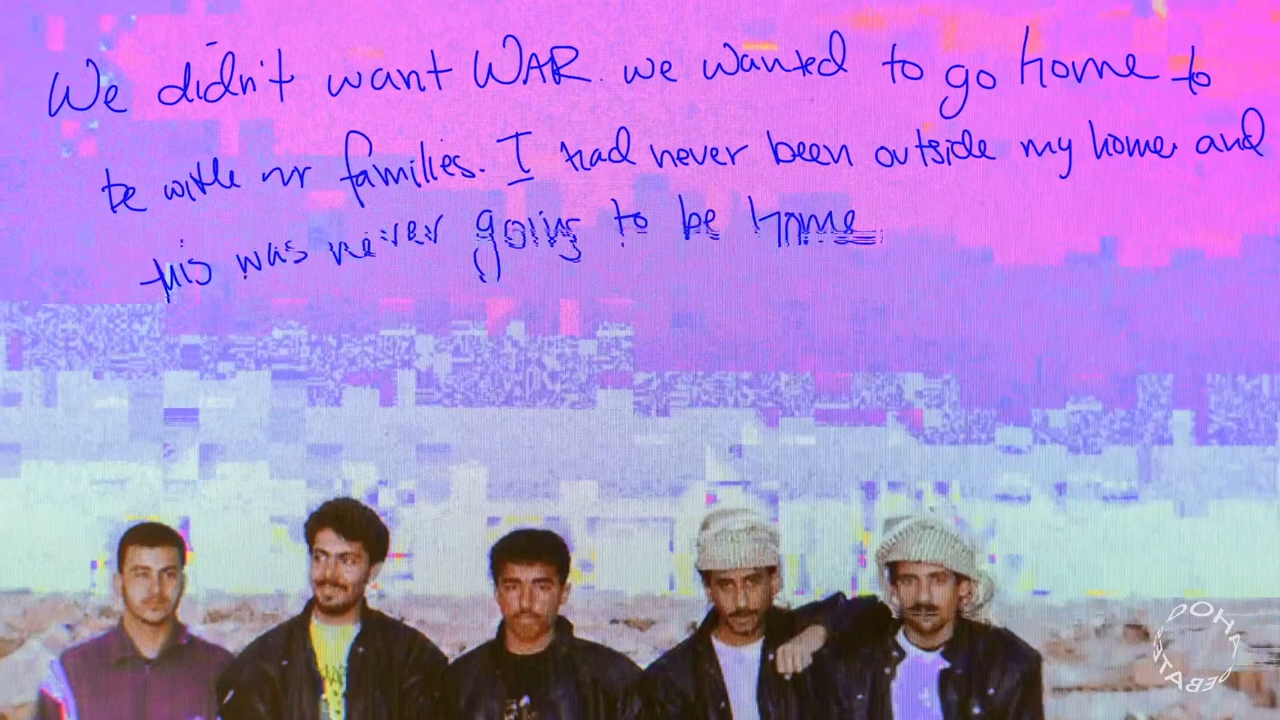 We didn't want WAR. we wanted to go home to
be with our families. I had never been outside my home and
this was never going to be home
DOHA DEBATES